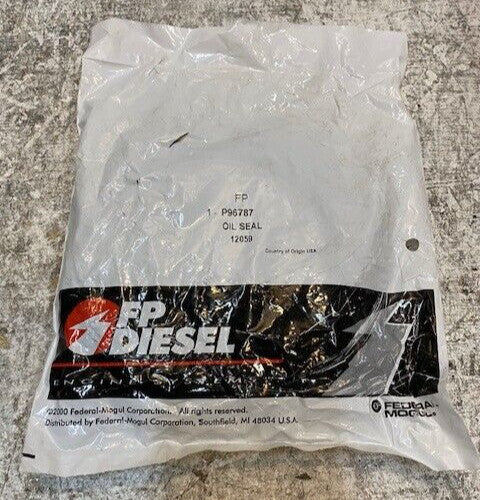 FP
1 - P96787
OIL SEAL
12059
Country of Origin USA
FP
DIESEL
©2000 Federal-Mogul Corporation. All rights reserved.
Distributed by Federal-Mogul Corporation, Southfield, MI 48034 U.S.A.
FEDERAL
MOGUL